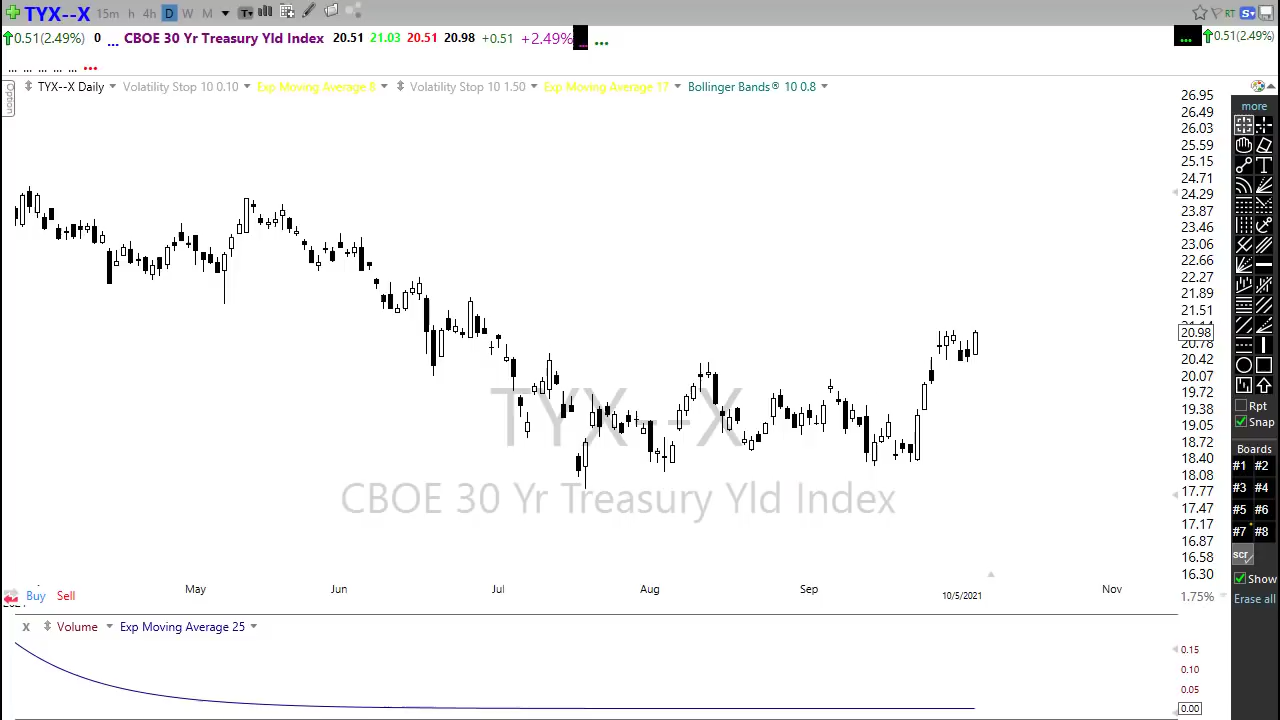 TYX--X 15m h 4h D W M T RT S
0.51(2.49%) 0 ... CBOE 30 Yr Treasury Yld Index 20.51 21.03 20.51 20.98 +0.51 +2.49% ... ... ... 0.51(2.49%)
... ... ... ... ... ...
Option
TYX--X Daily Volatility Stop 10 0.10 Exp Moving Average 8 Volatility Stop 10 1.50 Exp Moving Average 17 Bollinger Bands® 10 0.8
26.95
26.49
26.03
25.59
25.15
24.71
24.29
23.87
23.46
23.06
22.66
22.27
21.89
21.51
20.98
20.78
20.42
20.07
19.72
19.38
19.05
18.72
18.40
18.08
17.77
17.47
17.17
16.87
16.58
16.30
TYX--X
CBOE 30 Yr Treasury Yld Index
May Jun Jul Aug Sep 10/5/2021 Nov
Buy Sell 1.75%
X Volume Exp Moving Average 25
0.15
0.10
0.05
0.00
more
T
Rpt
Snap
Boards
#1 #2
#3 #4
#5 #6
#7 #8
scr
Show
Erase all